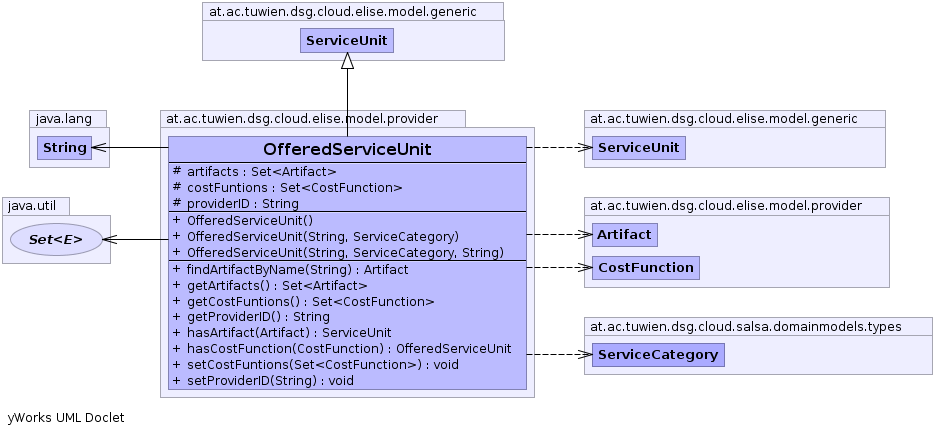 at.ac.tuwien.dsg.cloud.elise.model.generic
ServiceUnit
java.lang
String
java.util
Set<E>
at.ac.tuwien.dsg.cloud.elise.model.provider
OfferedServiceUnit
# artifacts : Set<Artifact>
# costFuntions : Set<CostFunction>
# providerID : String
+ OfferedServiceUnit()
+ OfferedServiceUnit(String, ServiceCategory)
+ OfferedServiceUnit(String, ServiceCategory, String)
+ findArtifactByName(String) : Artifact
+ getArtifacts() : Set<Artifact>
+ getCostFuntions() : Set<CostFunction>
+ getProviderID() : String
+ hasArtifact(Artifact) : ServiceUnit
+ hasCostFunction(CostFunction) : OfferedServiceUnit
+ setCostFuntions(Set<CostFunction>) : void
+ setProviderID(String) : void
at.ac.tuwien.dsg.cloud.elise.model.generic
ServiceUnit
at.ac.tuwien.dsg.cloud.elise.model.provider
Artifact
CostFunction
at.ac.tuwien.dsg.cloud.salsa.domainmodels.types
ServiceCategory
yWorks UML Doclet